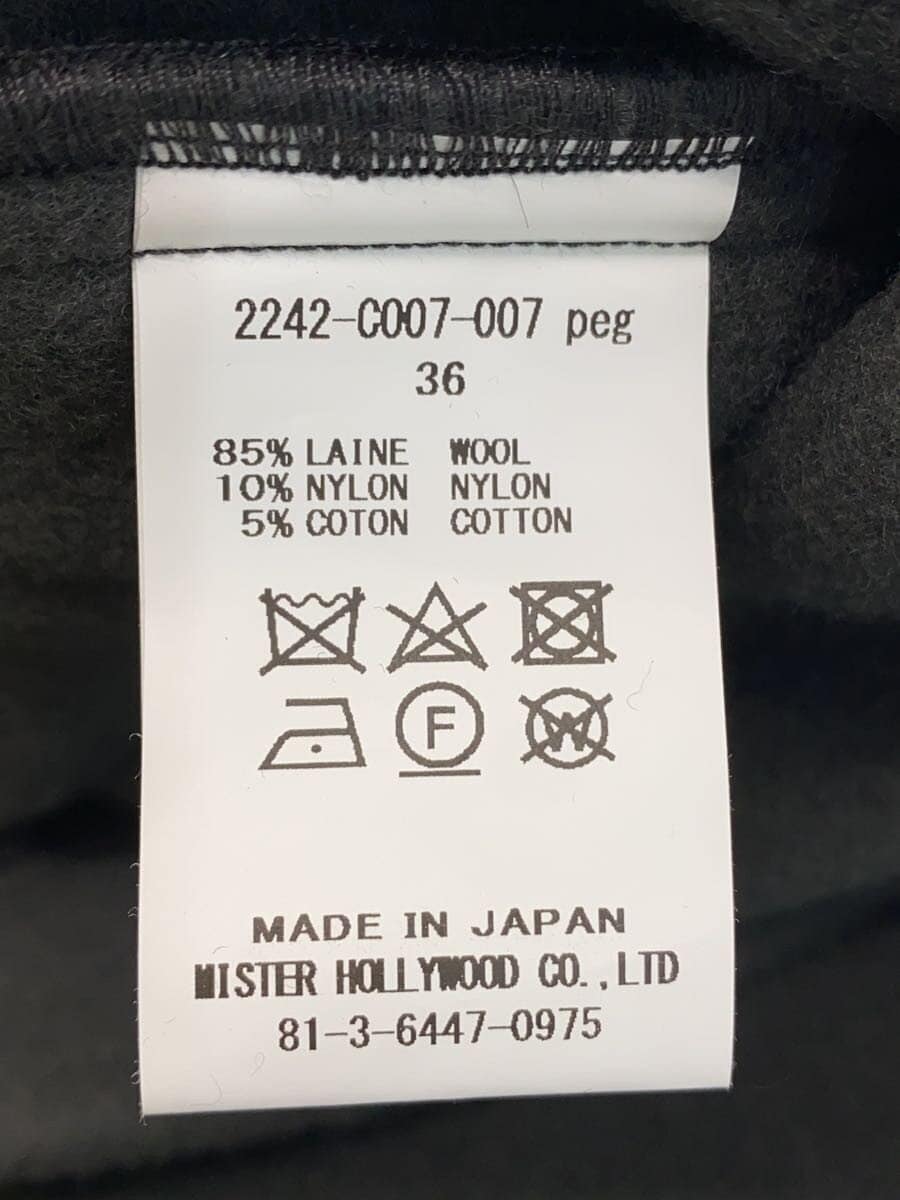 2242-C007-007 peg
36
85% LAINE WOOL
10% NYLON NYLON
5% COTON COTTON
F W
MADE IN JAPAN
MISTER HOLLYWOOD CO.,LTD
81-3-6447-0975